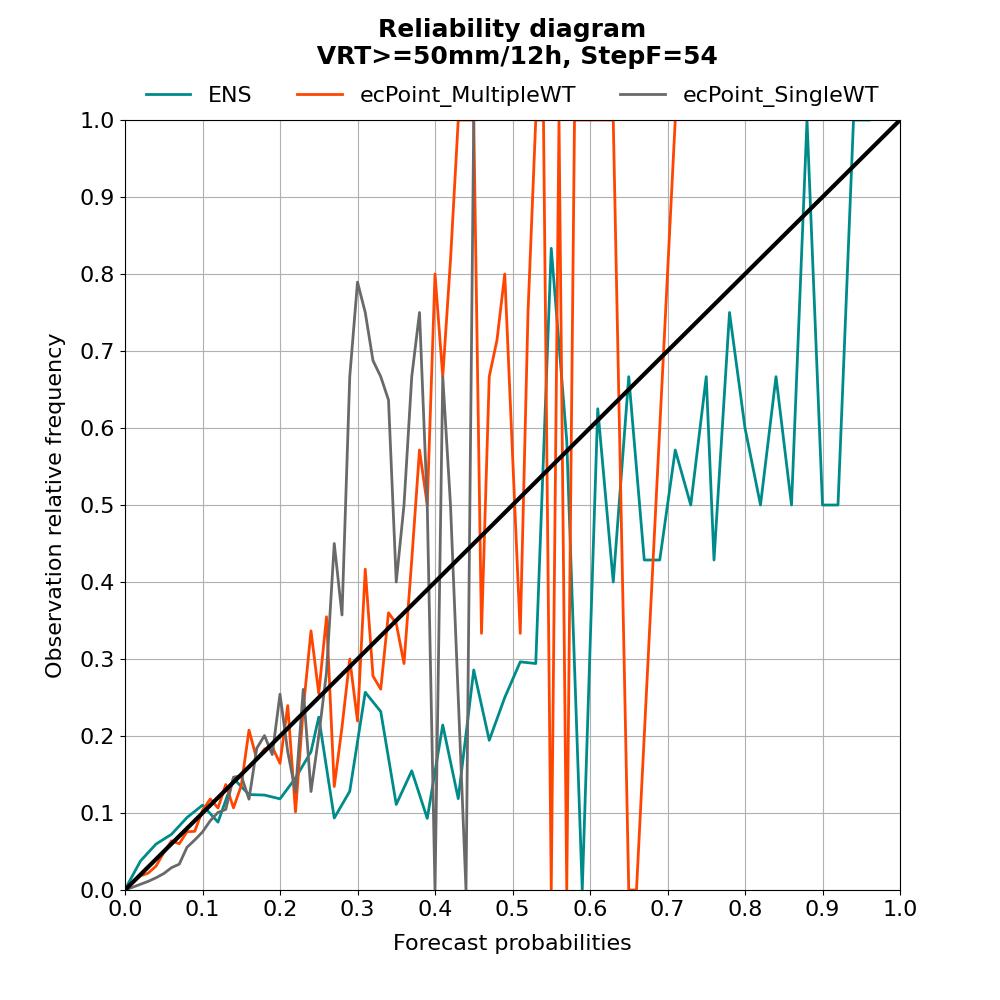 Reliability diagram
VRT>=50mm/12h, StepF=54
ENS ecPoint_MultipleWT ecPoint_SingleWT
1.0
0.9
0.8
0.7
0.6
0.5
0.4
0.3
0.2
0.1
0.0
Observation relative frequency
0.0 0.1 0.2 0.3 0.4 0.5 0.6 0.7 0.8 0.9 1.0
Forecast probabilities